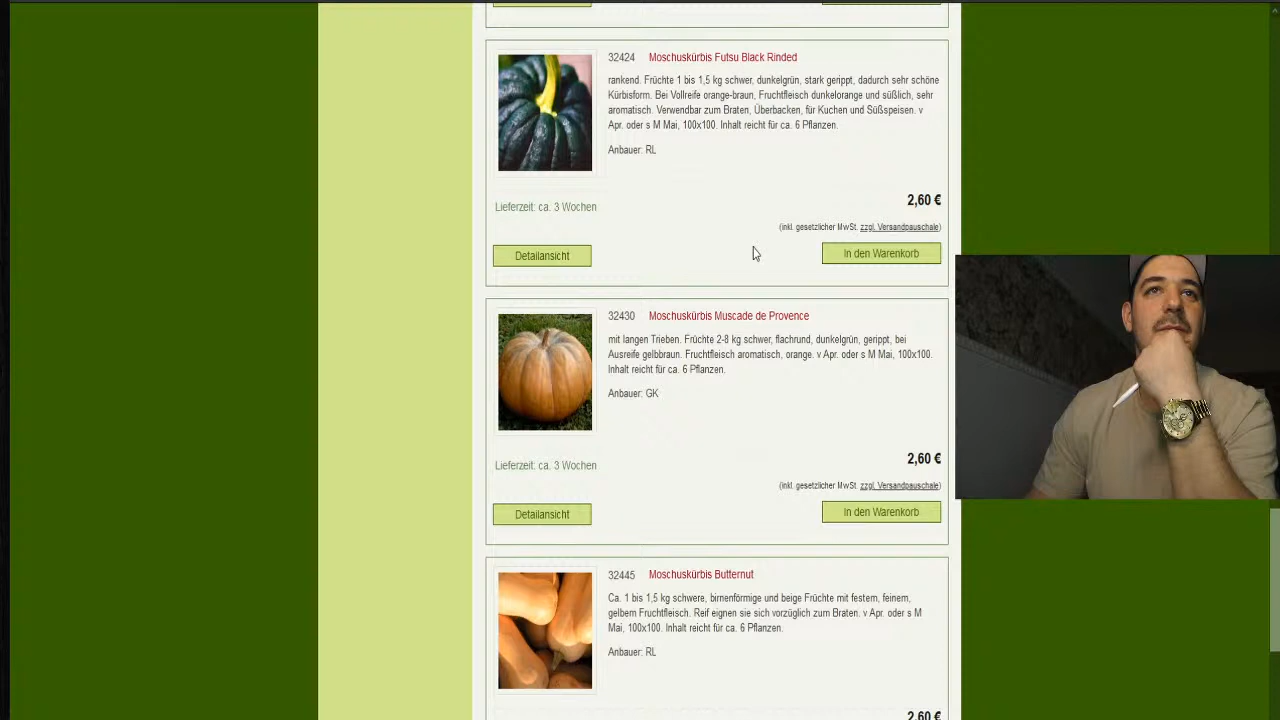 32424 Moschuskürbis Futsu Black Rinded
rankend. Früchte 1 bis 1,5 kg schwer, dunkelgrün, stark gerippt, dadurch sehr schöne
Kürbisform. Bei Vollreife orange-braun, Fruchtfleisch dunkelorange und süßlich, sehr
aromatisch. Verwendbar zum Braten, Überbacken, für Kuchen und Süßspeisen. v
Apr. oder s M Mai, 100x100. Inhalt reicht für ca. 6 Pflanzen.
Anbauer: RL
2,60 €
Lieferzeit: ca. 3 Wochen
(inkl. gesetzlicher MwSt. zzgl. Versandpauschale)
Detailansicht In den Warenkorb
32430 Moschuskürbis Muscade de Provence
mit langen Trieben. Früchte 2-8 kg schwer, flachrund, dunkelgrün, gerippt, bei
Ausreife gelbbraun. Fruchtfleisch aromatisch, orange. v Apr. oder s M Mai, 100x100.
Inhalt reicht für ca. 6 Pflanzen.
Anbauer: GK
2,60 €
Lieferzeit: ca. 3 Wochen
(inkl. gesetzlicher MwSt. zzgl. Versandpauschale)
Detailansicht In den Warenkorb
32445 Moschuskürbis Butternut
Ca. 1 bis 1,5 kg schwere, birnenförmige und beige Früchte mit festem, feinem,
gelbem Fruchtfleisch. Reif eignen sie sich vorzüglich zum Braten. v Apr. oder s M
Mai, 100x100. Inhalt reicht für ca. 6 Pflanzen.
Anbauer: RL
2,60 €